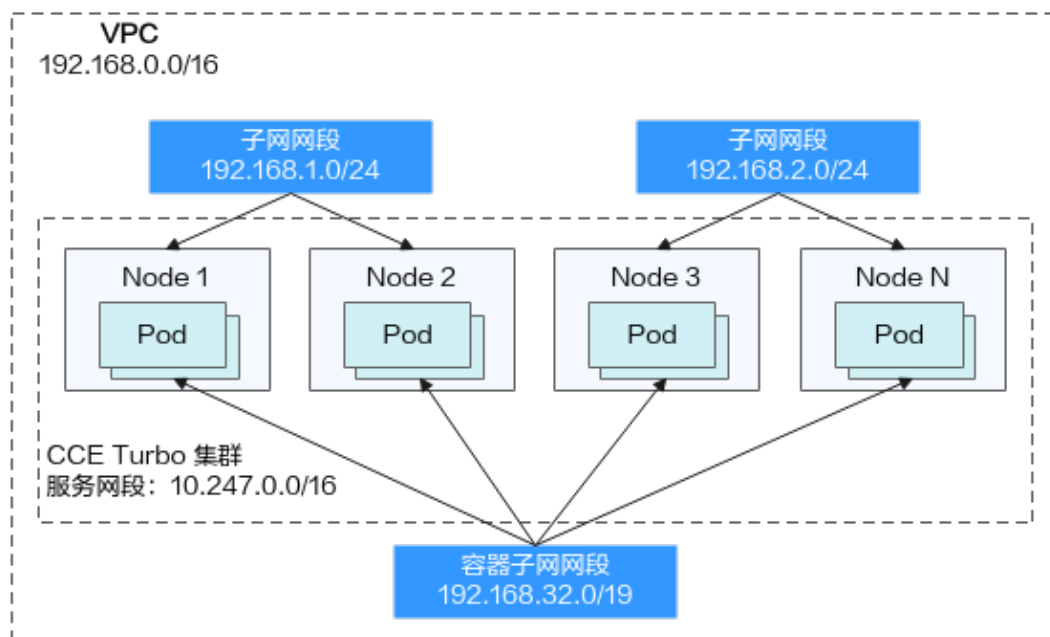 VPC
192.168.0.0/16
子网网段
192.168.1.0/24
子网网段
192.168.2.0/24
Node 1
Node 2
Node 3
Node N
Pod
Pod
Pod
Pod
CCE Turbo 集群
服务网段：10.247.0.0/16
容器子网网段
192.168.32.0/19